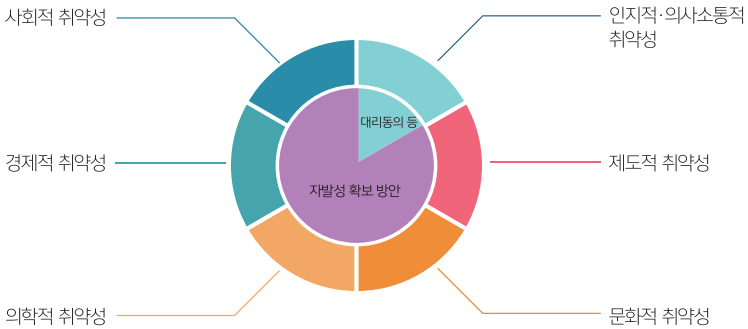 사회적 취약성
인지적·의사소통적
취약성
대리동의 등
경제적 취약성
제도적 취약성
자발성 확보 방안
의학적 취약성
문화적 취약성